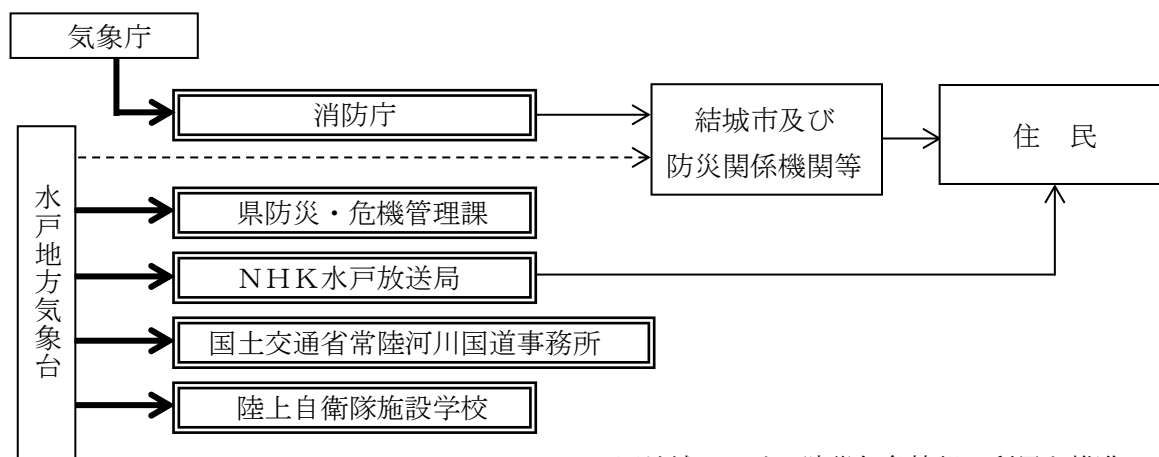 気象庁
消防庁
結城市及び
防災関係機関等
住　民
水戸地方気象台
県防災・危機管理課
ＮＨＫ水戸放送局
国土交通省常陸河川国道事務所
陸上自衛隊施設学校